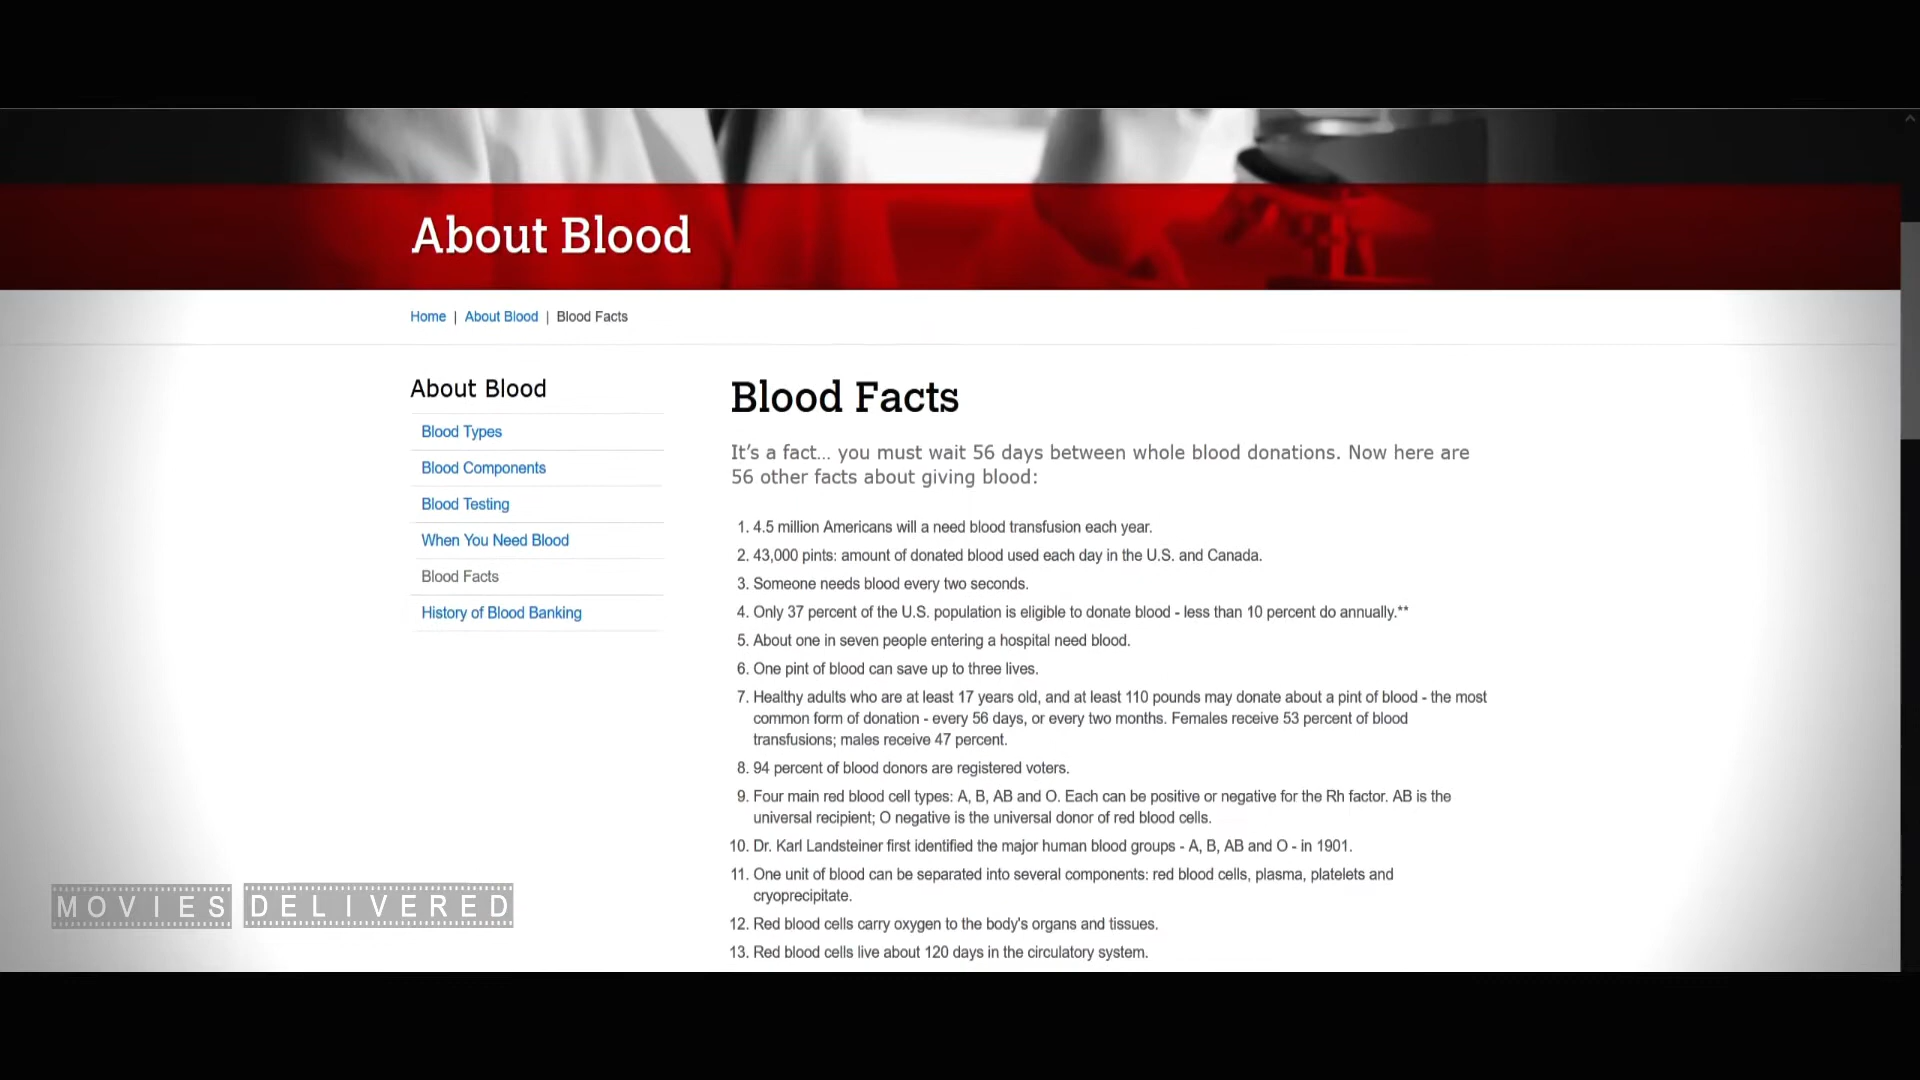 About Blood
Home | About Blood | Blood Facts
About Blood
Blood Types
Blood Components
Blood Testing
When You Need Blood
Blood Facts
History of Blood Banking
Blood Facts
It's a fact... you must wait 56 days between whole blood donations. Now here are
56 other facts about giving blood:
1. 4.5 million Americans will a need blood transfusion each year.
2. 43,000 pints: amount of donated blood used each day in the U.S. and Canada.
3. Someone needs blood every two seconds.
4. Only 37 percent of the U.S. population is eligible to donate blood - less than 10 percent do annually.**
5. About one in seven people entering a hospital need blood.
6. One pint of blood can save up to three lives.
7. Healthy adults who are at least 17 years old, and at least 110 pounds may donate about a pint of blood - the most
common form of donation - every 56 days, or every two months. Females receive 53 percent of blood
transfusions; males receive 47 percent.
8. 94 percent of blood donors are registered voters.
9. Four main red blood cell types: A, B, AB and O. Each can be positive or negative for the Rh factor. AB is the
universal recipient; O negative is the universal donor of red blood cells.
10. Dr. Karl Landsteiner first identified the major human blood groups - A, B, AB and O - in 1901.
11. One unit of blood can be separated into several components: red blood cells, plasma, platelets and
cryoprecipitate.
12. Red blood cells carry oxygen to the body's organs and tissues.
13. Red blood cells live about 120 days in the circulatory system.
MOVIES DELIVERED